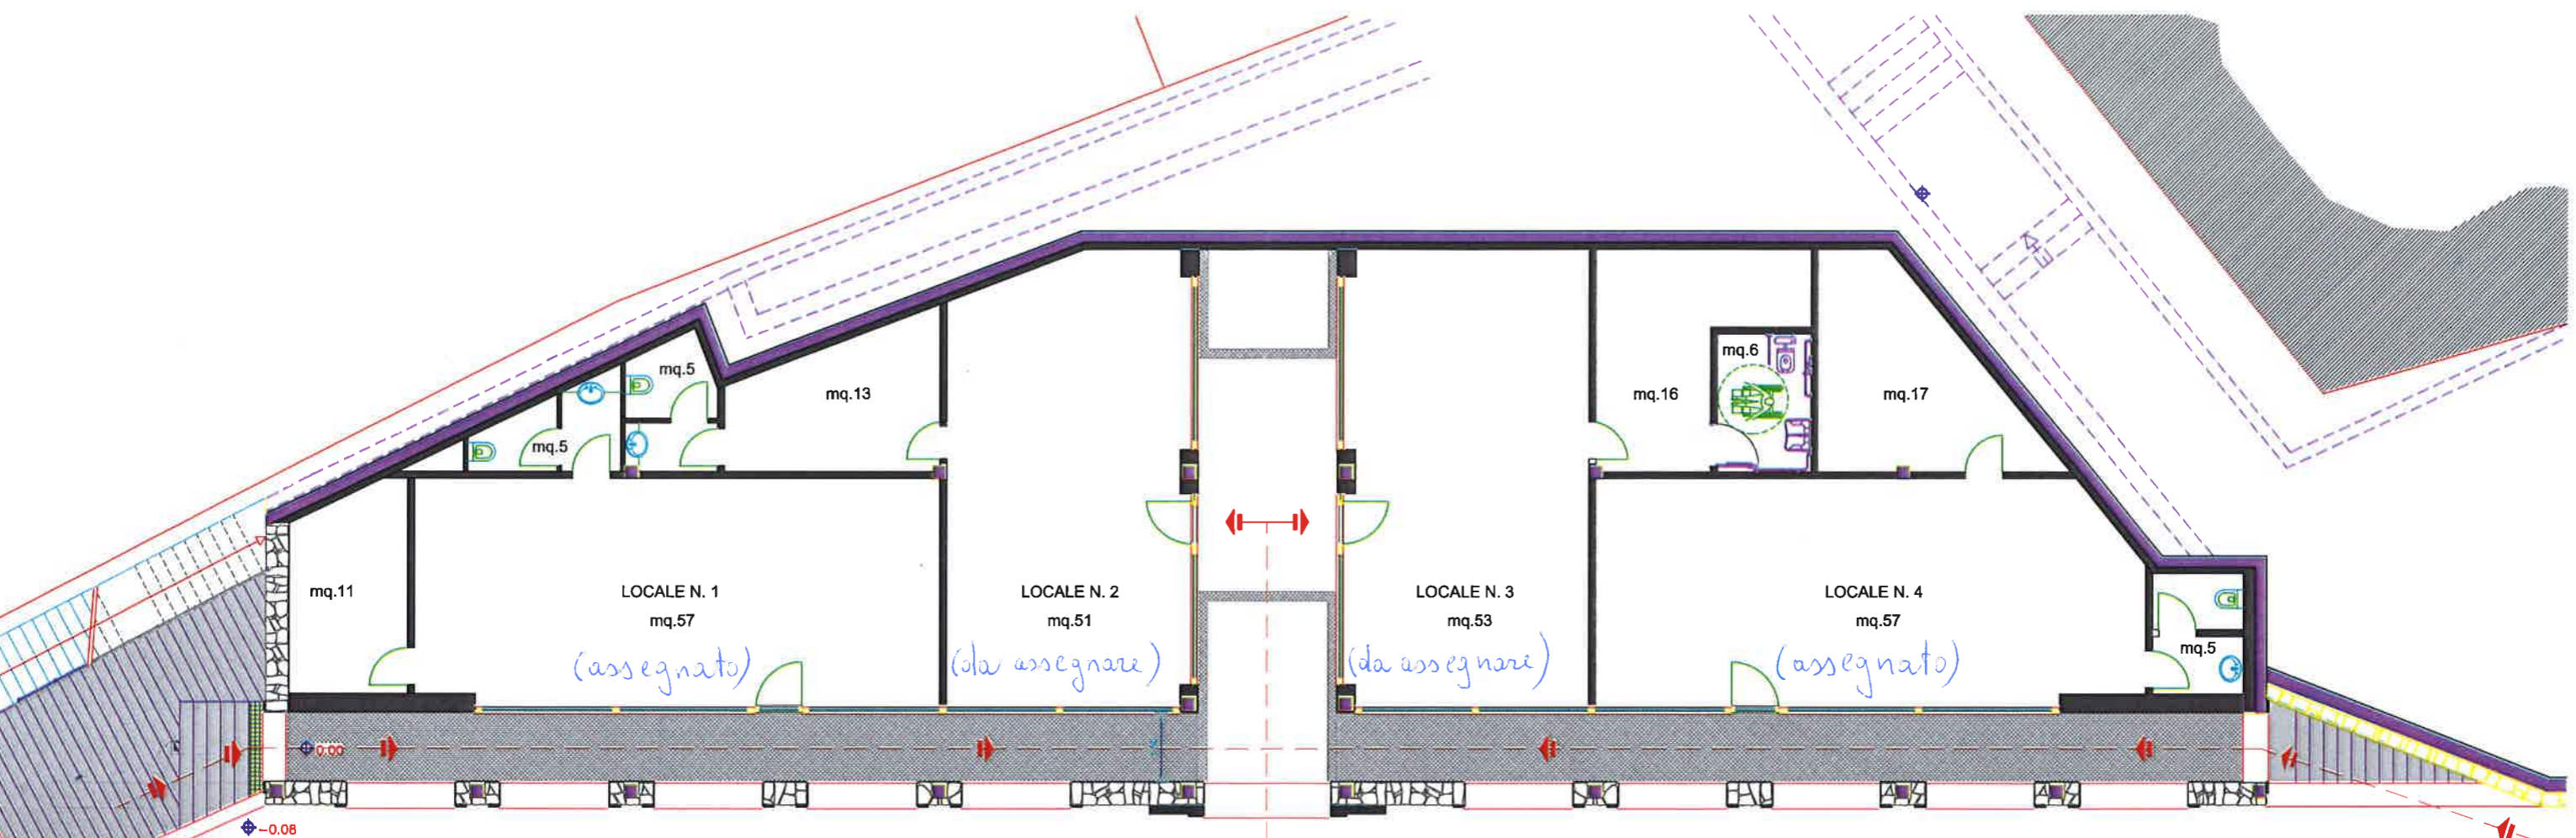 mq.5
mq.5
mq.13
mq.6
mq.16
mq.17
mq.11
LOCALE N. 1
mq.57
(assegnato)
LOCALE N. 2
mq.51
(da assegnare)
LOCALE N. 3
mq.53
(da assegnare)
LOCALE N. 4
mq.57
(assegnato)
mq.5
0.00
-0.08